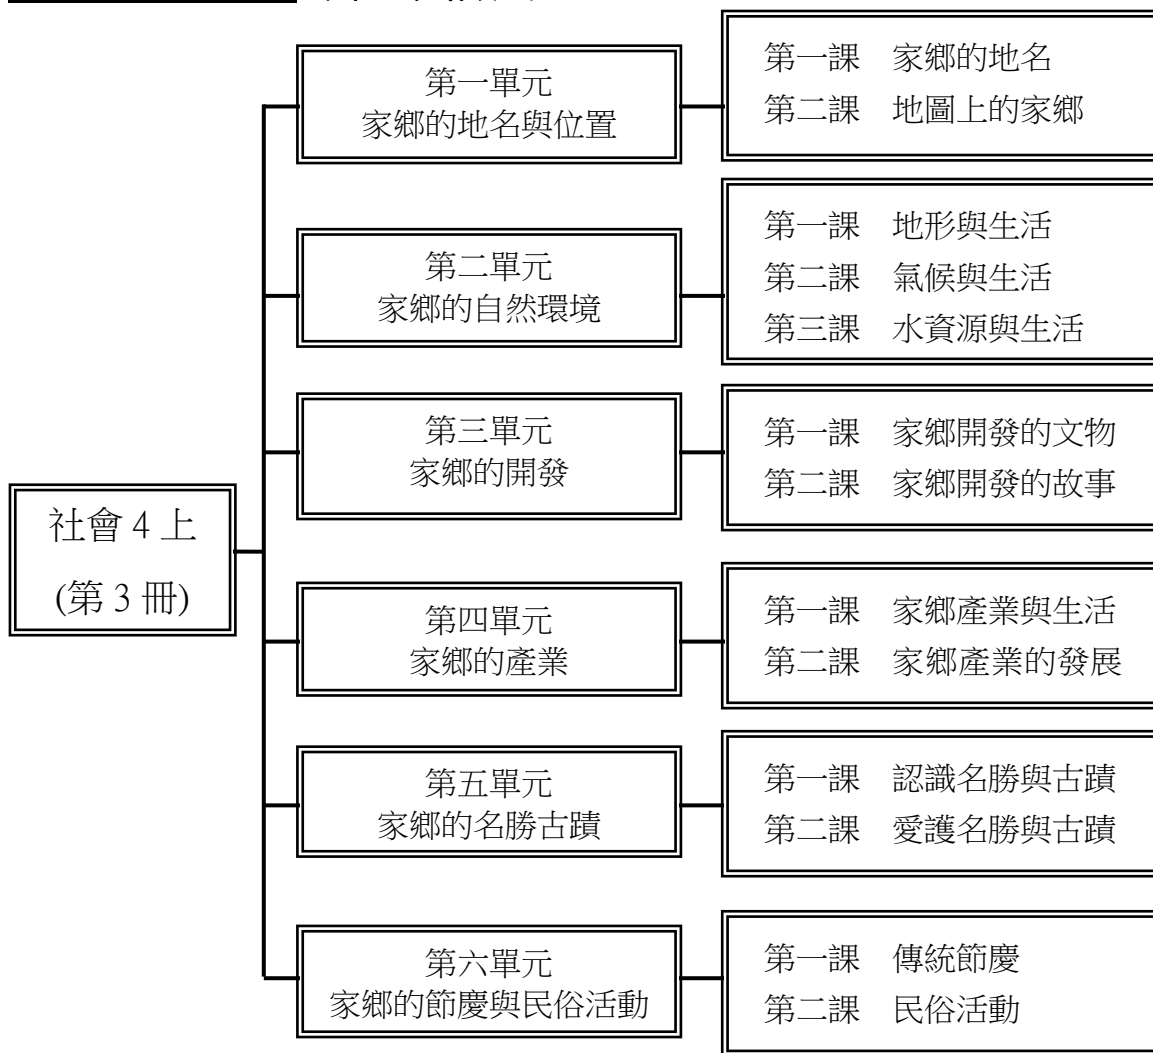 第一單元
家鄉的地名與位置
第一課　家鄉的地名
第二課　地圖上的家鄉
第二單元
家鄉的自然環境
第一課　地形與生活
第二課　氣候與生活
第三課　水資源與生活
第三單元
家鄉的開發
第一課　家鄉開發的文物
第二課　家鄉開發的故事
社會 4 上
(第 3 冊)
第四單元
家鄉的產業
第一課　家鄉產業與生活
第二課　家鄉產業的發展
第五單元
家鄉的名勝古蹟
第一課　認識名勝與古蹟
第二課　愛護名勝與古蹟
第六單元
家鄉的節慶與民俗活動
第一課　傳統節慶
第二課　民俗活動